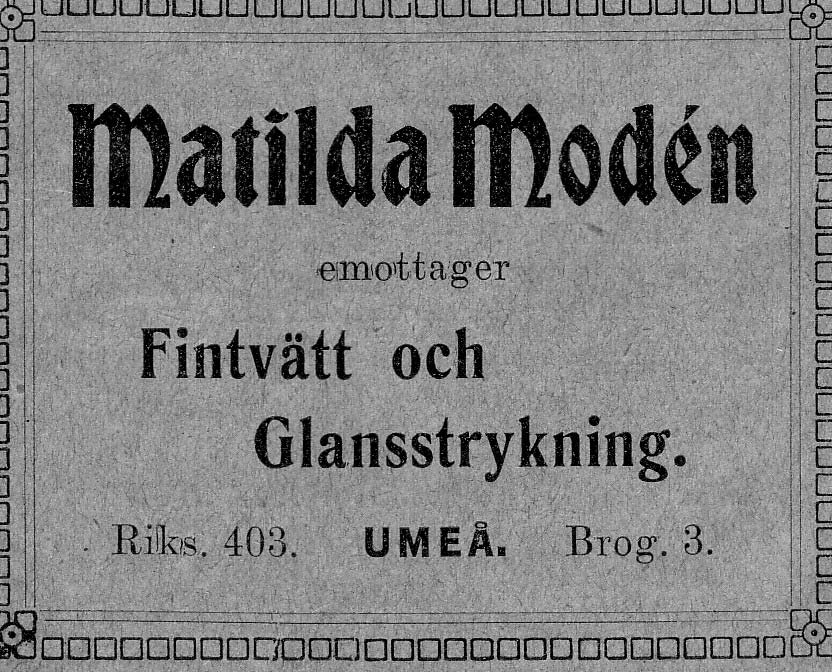 Matilda Modén
emottager
Fintvätt och
Glansstrykning.
Riks. 403. UMEÅ. Brog. 3.